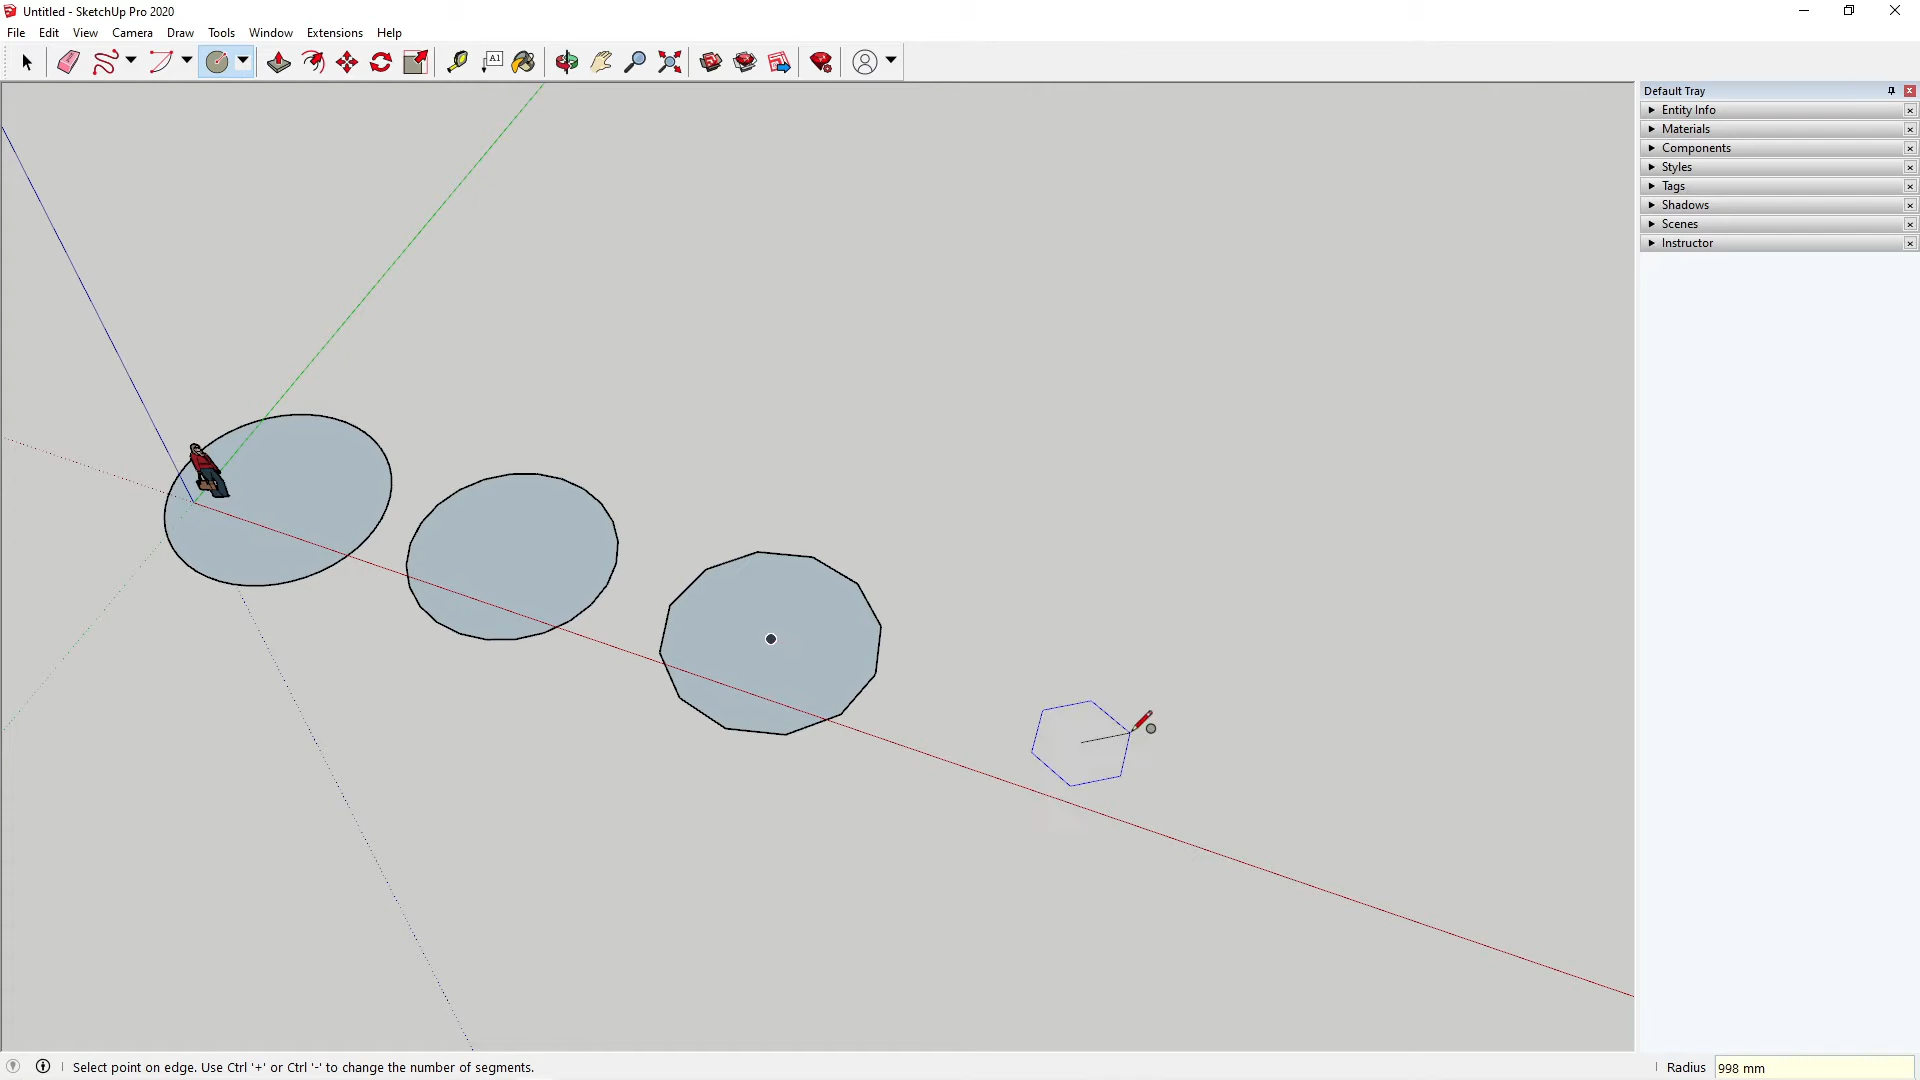 Untitled - SketchUp Pro 2020
File Edit View Camera Draw Tools Window Extensions Help
A1
Default Tray
Entity Info
Materials
Components
Styles
Tags
Shadows
Scenes
Instructor
Select point on edge. Use Ctrl '+' or Ctrl '-' to change the number of segments.
Radius 998 mm